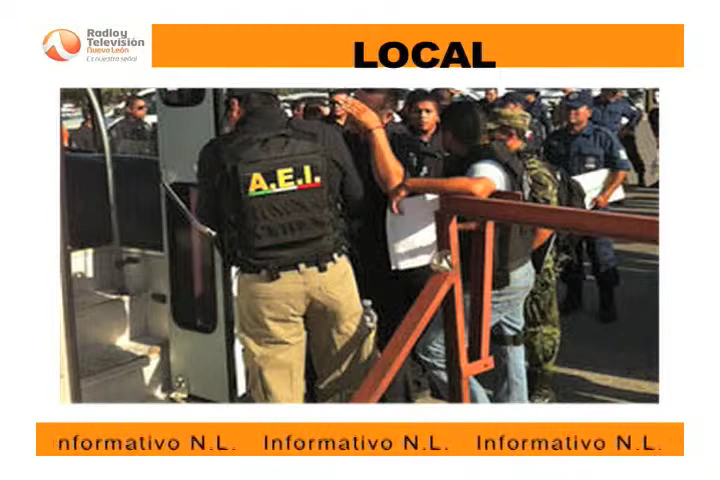 Radio y
Televisión
Nuevo León
Es nuestra señal
LOCAL
A.E.I.
nformativo N.L. Informativo N.L. Informativo N.L.